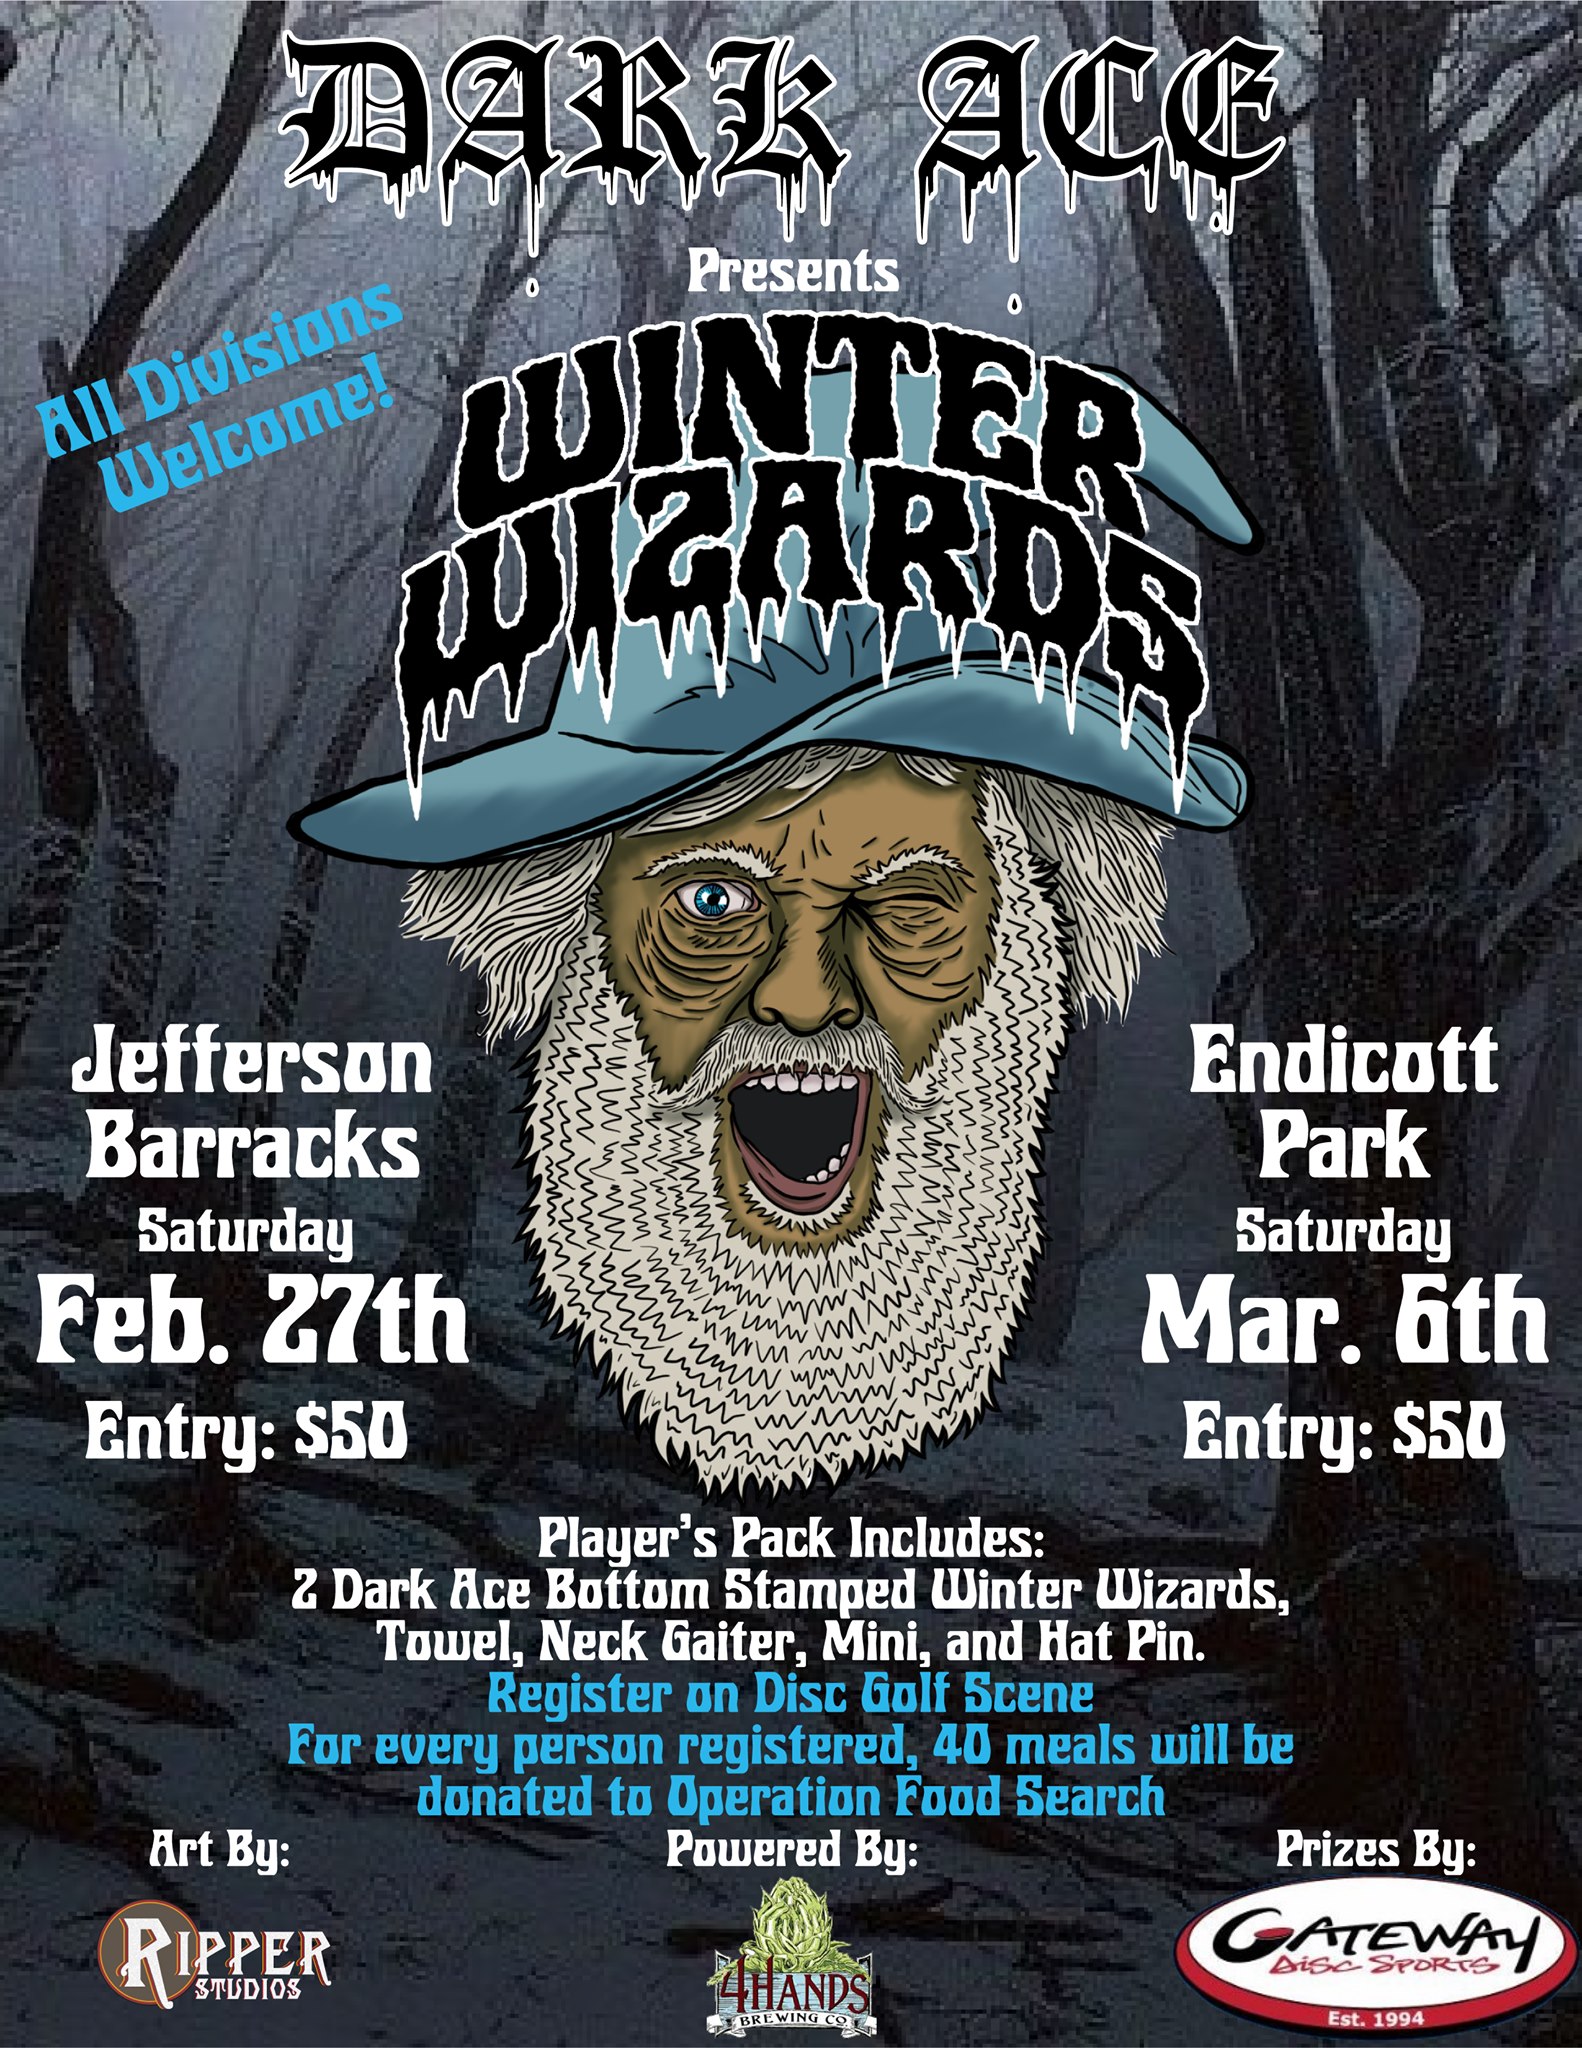 DARK ACE
Presents
All Divisions
Welcome!
WINTER
WIZARDS
Jefferson
Barracks
Saturday
Feb. 27th
Entry: $50
Endicott
Park
Saturday
Mar. 6th
Entry: $50
Player's Pack Includes:
2 Dark Ace Bottom Stamped Winter Wizards,
Towel, Neck Gaiter, Mini, and Hat Pin.
Register on Disc Golf Scene
For every person registered, 40 meals will be
donated to Operation Food Search
Art By:
RIPPER
STUDIOS
Powered By:
4HANDS
BREWING CO.
Prizes By:
GATEWAY
DISC SPORTS
Est. 1994